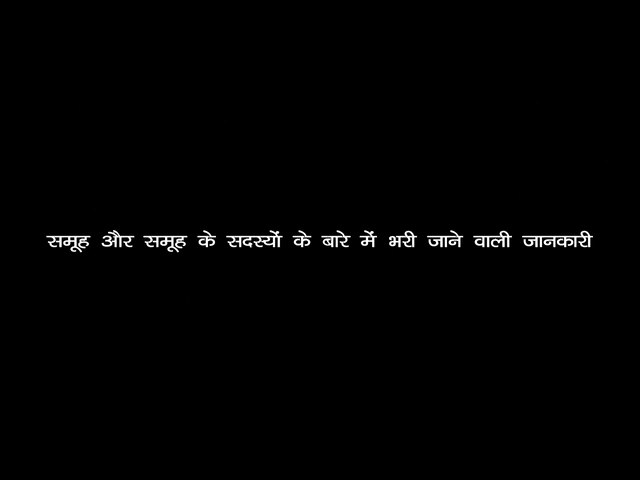 समूह और समूह के सदस्यों के बारे में भरी जाने वाली जानकारी